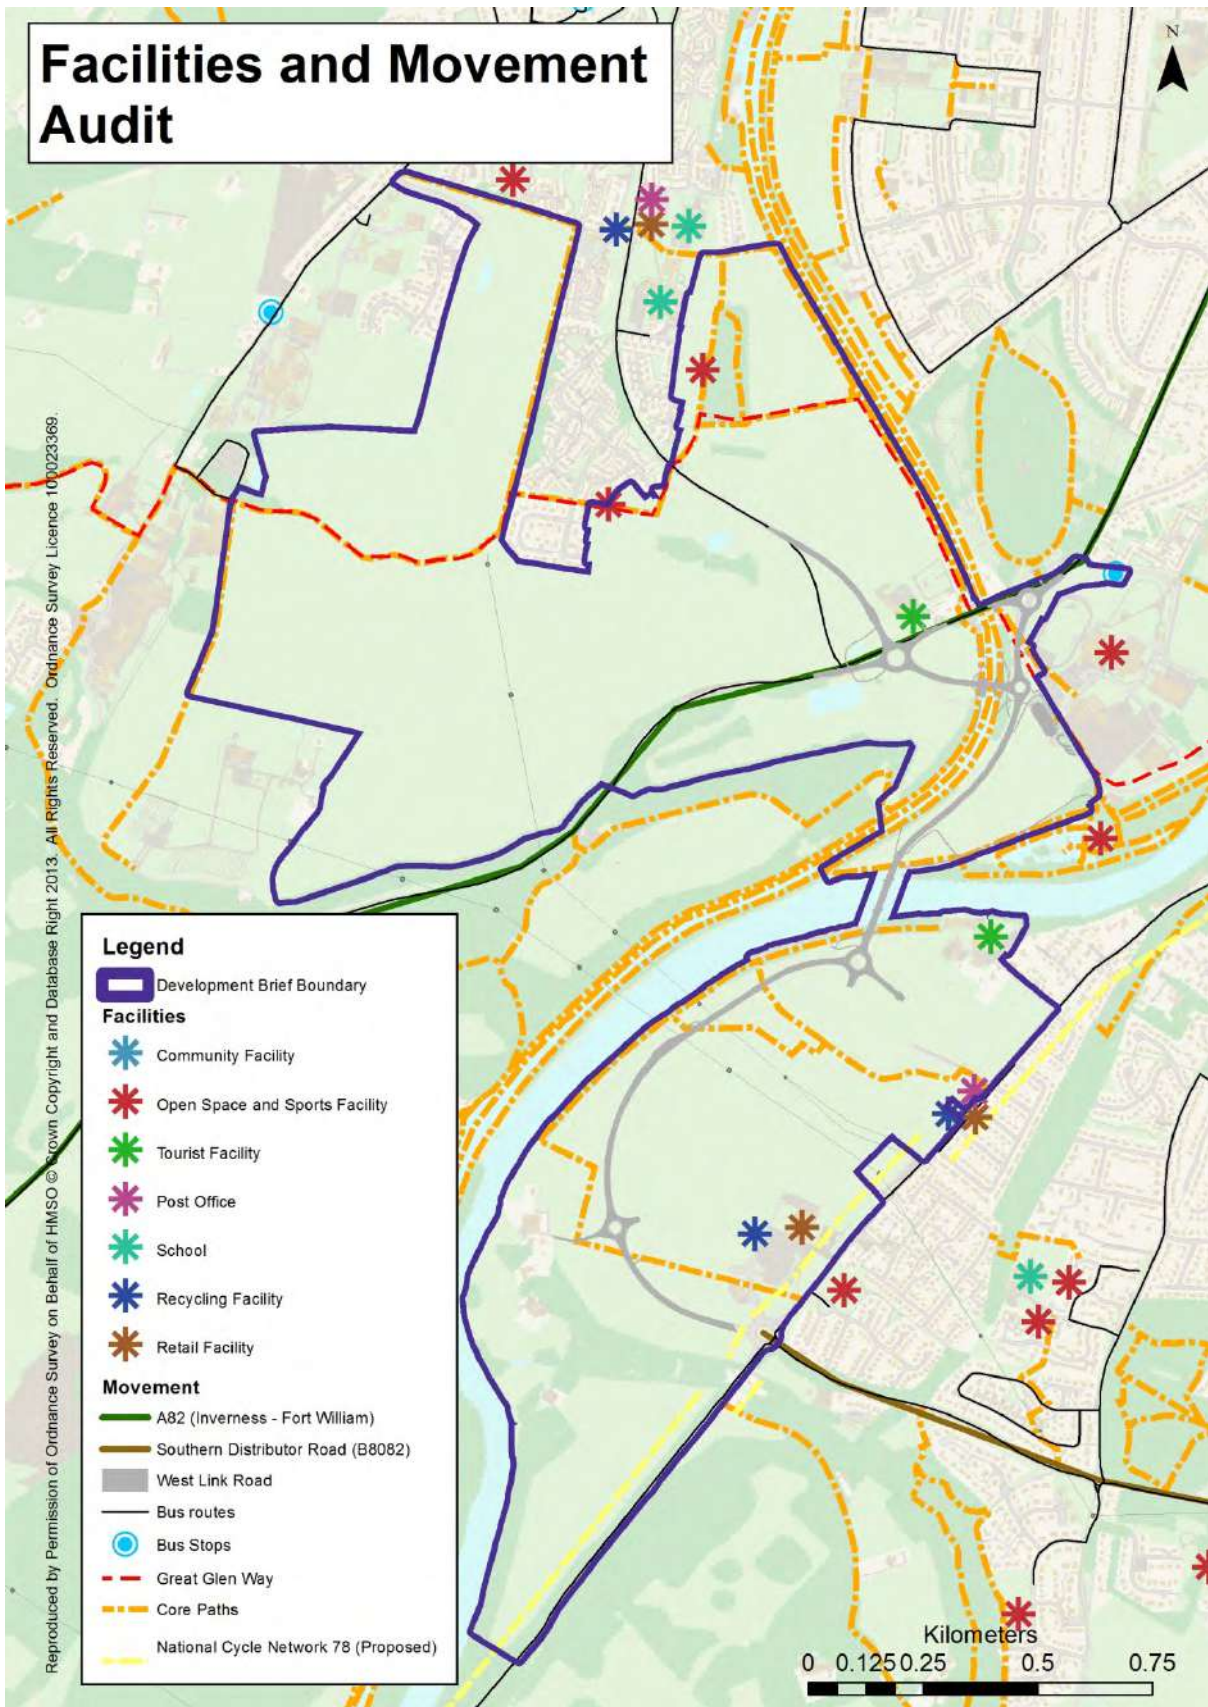 Facilities and Movement
Audit
N
Reproduced by Permission of Ordnance Survey on Behalf of HMSO © Crown Copyright and Database Right 2013. All Rights Reserved. Ordnance Survey Licence 100023369.
Legend
Development Brief Boundary
Facilities
Community Facility
Open Space and Sports Facility
Tourist Facility
Post Office
School
Recycling Facility
Retail Facility
Movement
A82 (Inverness - Fort William)
Southern Distributor Road (B8082)
West Link Road
Bus routes
Bus Stops
Great Glen Way
Core Paths
National Cycle Network 78 (Proposed)
Kilometers
0 0.125 0.25 0.5 0.75